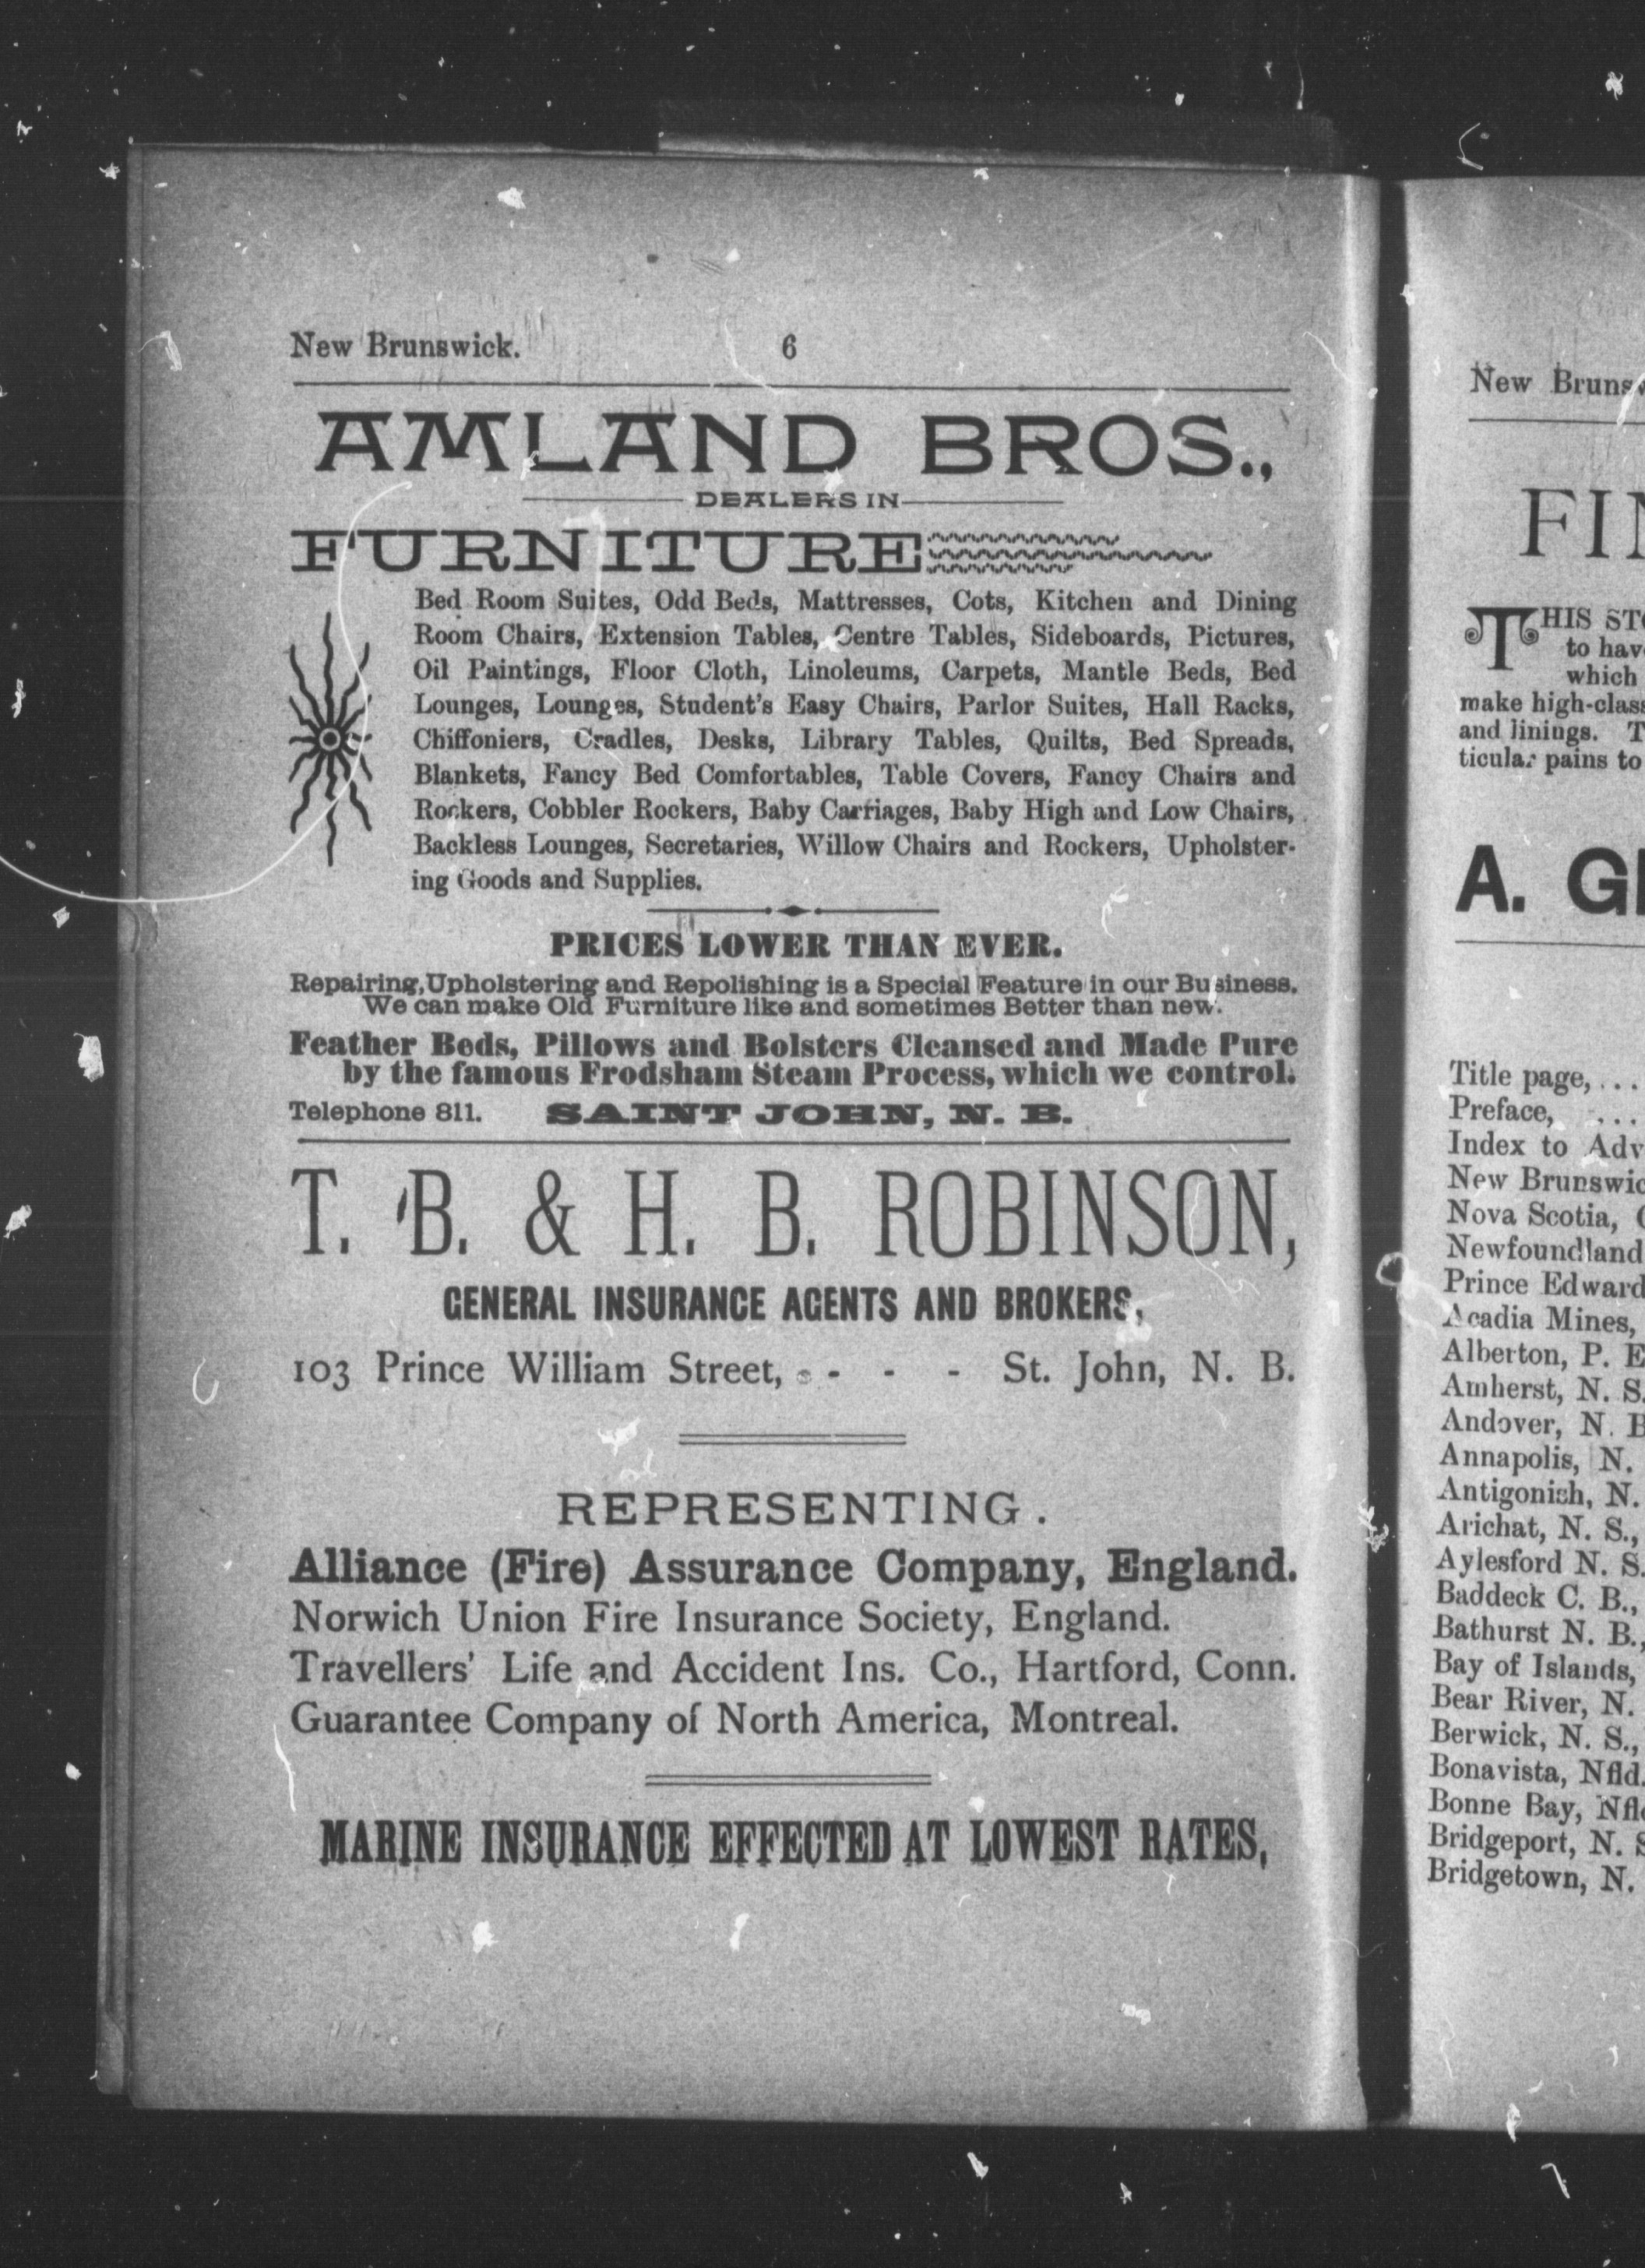 New Brunswick. 6
AMLAND BROS.,
DEALERS IN
FURNITURE
Bed Room Suites, Odd Beds, Mattresses, Cots, Kitchen and Dining
Room Chairs, Extension Tables, Centre Tables, Sideboards, Pictures,
Oil Paintings, Floor Cloth, Linoleums, Carpets, Mantle Beds, Bed
Lounges, Lounges, Student's Easy Chairs, Parlor Suites, Hall Racks,
Chiffoniers, Cradles, Desks, Library Tables, Quilts, Bed Spreads,
Blankets, Fancy Bed Comfortables, Table Covers, Fancy Chairs and
Rockers, Cobbler Rockers, Baby Carriages, Baby High and Low Chairs,
Backless Lounges, Secretaries, Willow Chairs and Rockers, Upholster-
ing Goods and Supplies.
PRICES LOWER THAN EVER.
Repairing, Upholstering and Repolishing is a Special Feature in our Business.
We can make Old Furniture like and sometimes Better than new.
Feather Beds, Pillows and Bolsters Cleansed and Made Pure
by the famous Frodsham Steam Process, which we control.
Telephone 811. SAINT JOHN, N. B.
T. B. & H. B. ROBINSON,
GENERAL INSURANCE AGENTS AND BROKERS,
103 Prince William Street, - - - St. John, N. B.
REPRESENTING.
Alliance (Fire) Assurance Company, England.
Norwich Union Fire Insurance Society, England.
Travellers' Life and Accident Ins. Co., Hartford, Conn.
Guarantee Company of North America, Montreal.
MARINE INSURANCE EFFECTED AT LOWEST RATES,
New
FIN
THIS
to hav
which
make high-class
and linings. T
ticular pains to
A. G
Title page, ...
Preface, ...
Index to Adv
New Brunswic
Nova Scotia,
Newfoundland
Prince Edward
Acadia Mines,
Alberton, P. E
Amherst, N. S.
Andover, N. B
Annapolis, N.
Antigonish, N.
Arichat, N. S.,
Aylesford N. S.
Baddeck C. B.,
Bathurst N. B.,
Bay of Islands,
Bear River, N.
Berwick, N. S.,
Bonavista, Nfld.
Bonne Bay, Nfl
Bridgeport, N. S
Bridgetown, N.